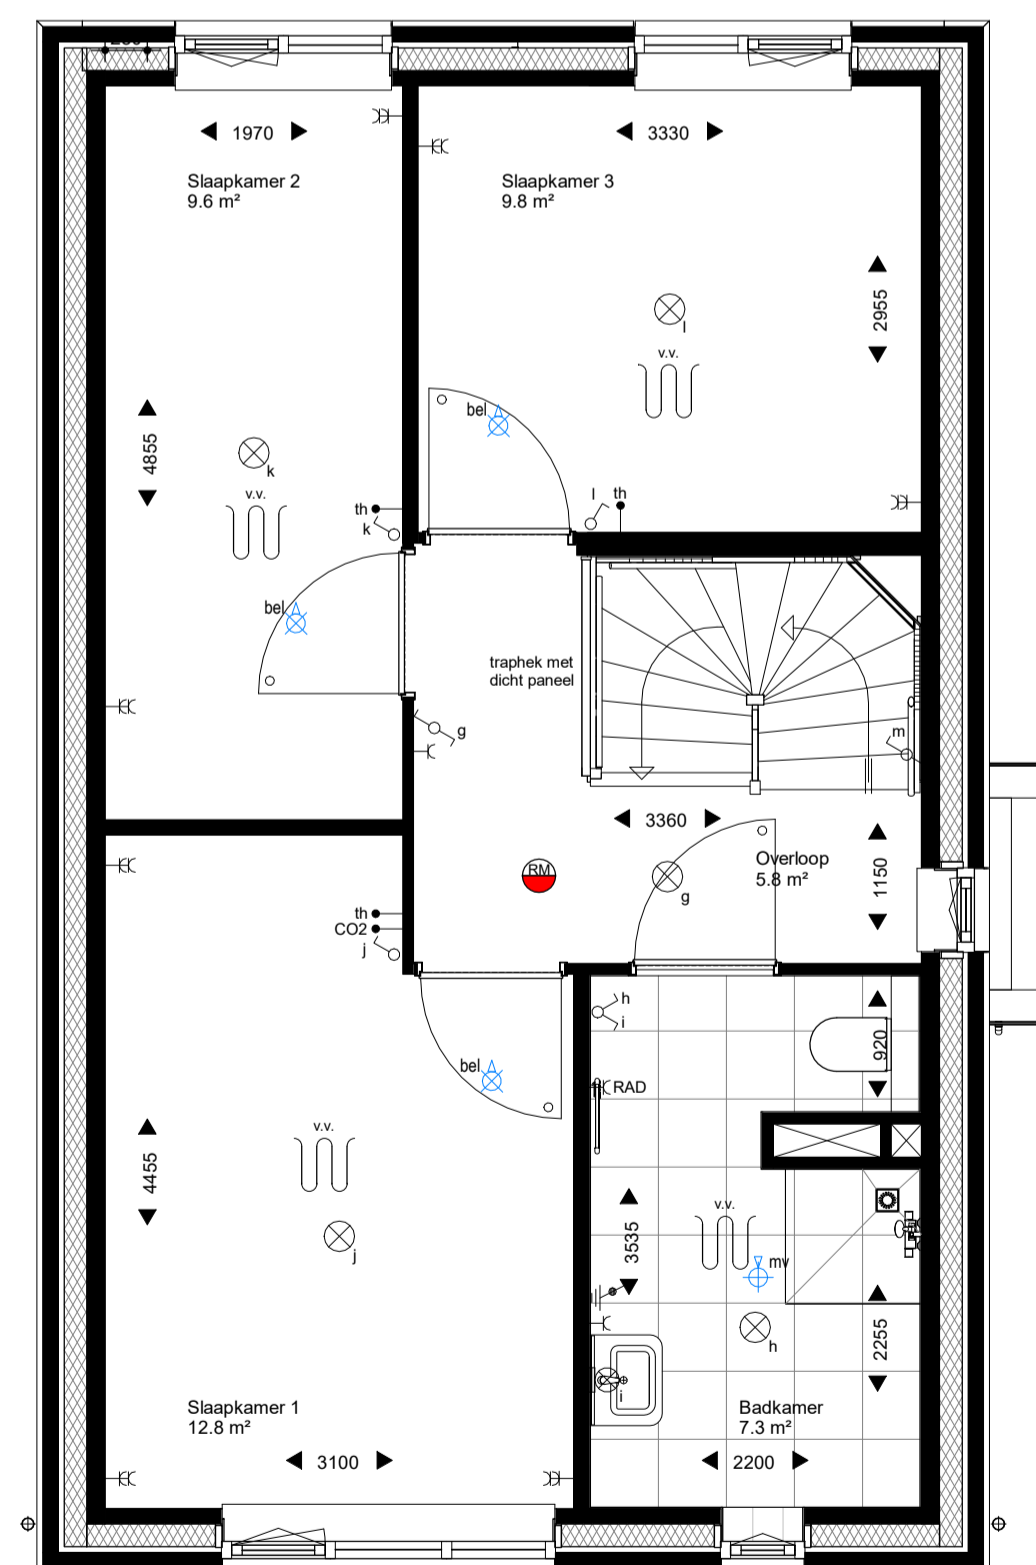 1970
3330
Slaapkamer 2
9.6 m²
Slaapkamer 3
9.8 m²
2955
l
v.v.
bel
4855
k
v.v.
th
k
l
th
bel
traphek met
dicht paneel
g
m
3360
Overloop
5.8 m²
1150
RM
g
th
CO2
j
h
i
920
bel
RAD
v.v.
4455
j
v.v.
3535
mv
h
2255
i
Slaapkamer 1
12.8 m²
Badkamer
7.3 m²
3100
2200